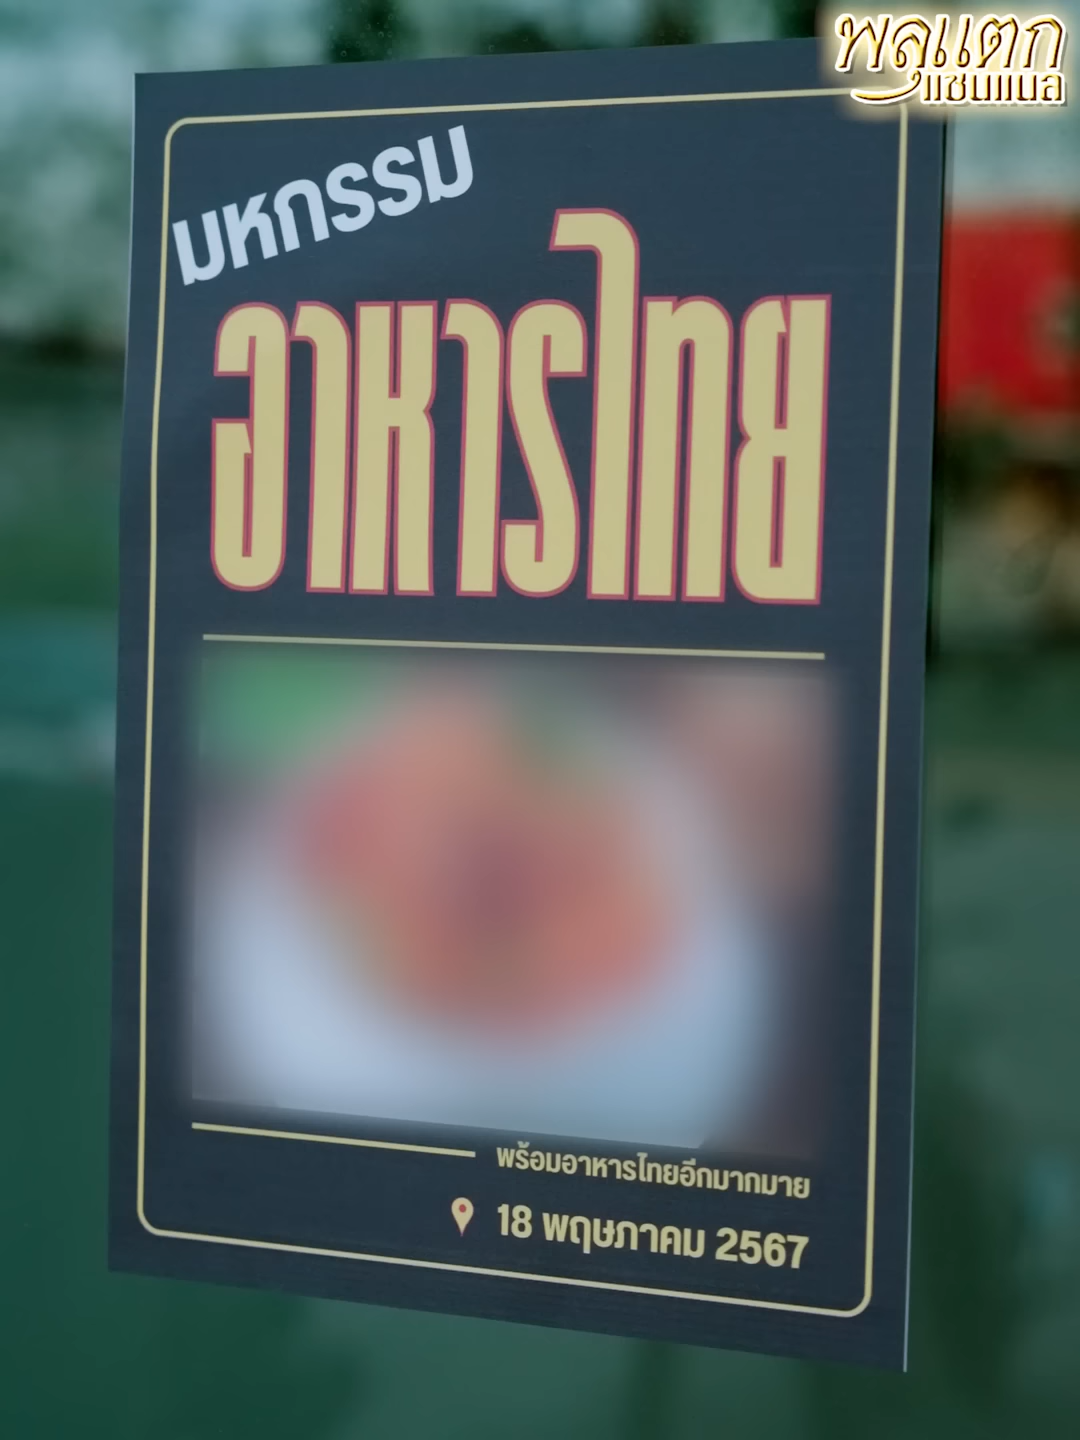 พลุแตก
แชนแนล
มหกรรม
อาหารไทย
พร้อมอาหารไทยอีกมากมาย
18 พฤษภาคม 2567